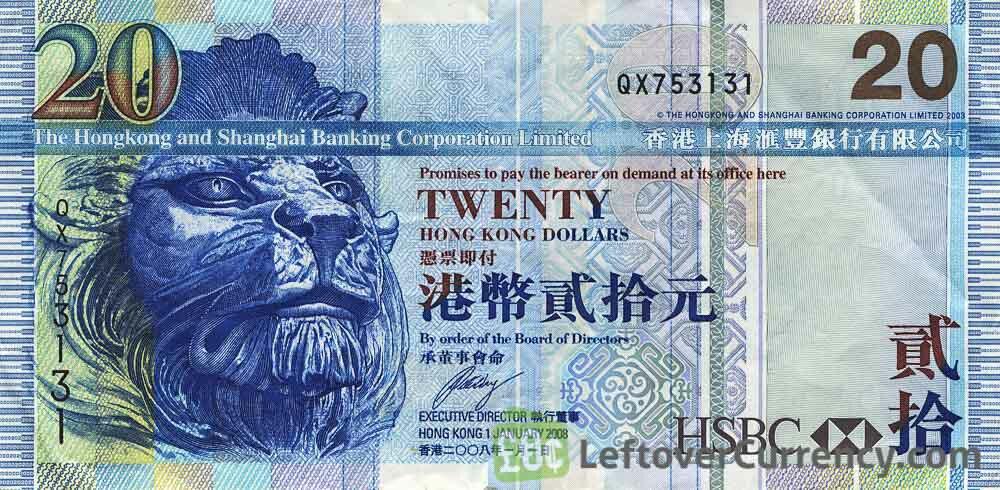 20
QX753131
20
© THE HONGKONG AND SHANGHAI BANKING CORPORATION LIMITED 2003
The Hongkong and Shanghai Banking Corporation Limited
香港上海滙豐銀行有限公司
Promises to pay the bearer on demand at its office here
TWENTY
HONG KONG DOLLARS
憑票即付
港幣貳拾元
By order of the Board of Directors
承董事會命
EXECUTIVE DIRECTOR 執行董事
HONG KONG 1 JANUARY 2008
香港二〇〇八年一月一日
QX753131
貳拾
HSBC
LeftoverCurrency.com